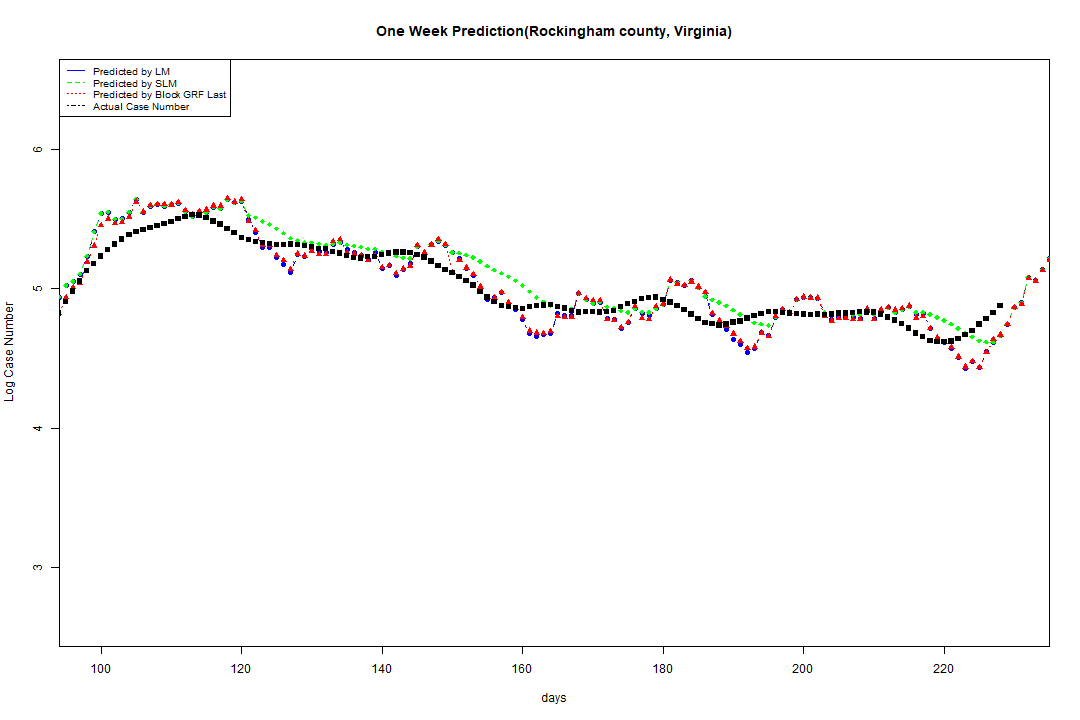 One Week Prediction(Rockingham county, Virginia)
Predicted by LM
Predicted by SLM
Predicted by Block GRF Last
Actual Case Number
6
5
4
3
Log Case Number
100 120 140 160 180 200 220
days